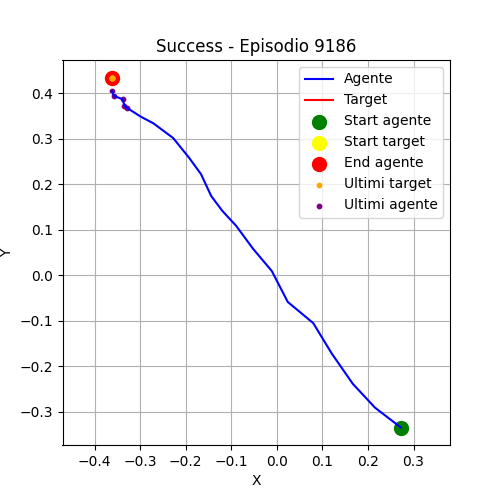 Success - Episodio 9186
Agente
Target
Start agente
Start target
End agente
Ultimi target
Ultimi agente
0.4
0.3
0.2
0.1
0.0
−0.1
−0.2
−0.3
Y
−0.4 −0.3 −0.2 −0.1 0.0 0.1 0.2 0.3
X